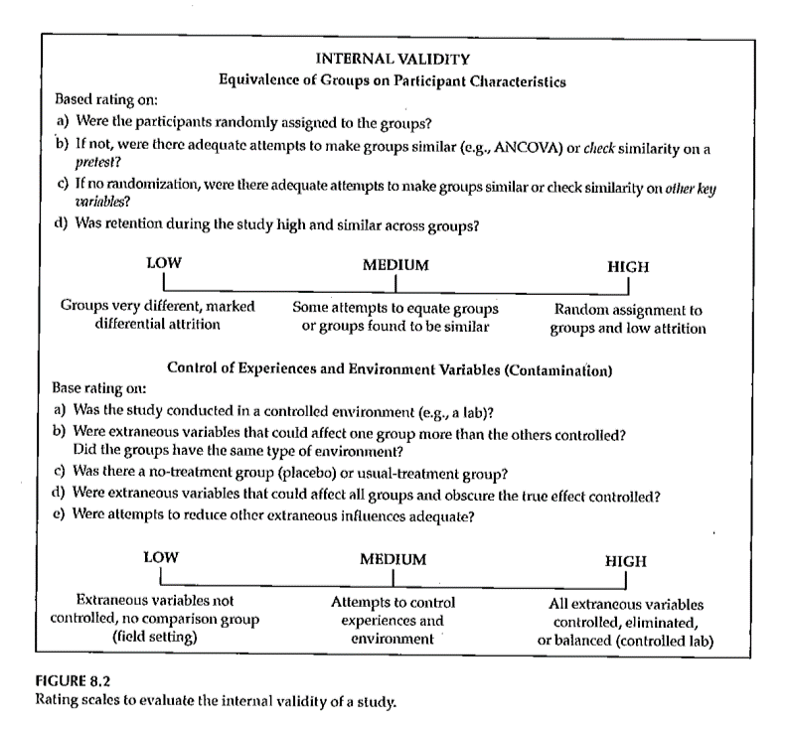 INTERNAL VALIDITY
Equivalence of Groups on Participant Characteristics
Based rating on:
a) Were the participants randomly assigned to the groups?
b) If not, were there adequate attempts to make groups similar (e.g., ANCOVA) or check similarity on a
pretest?
c) If no randomization, were there adequate attempts to make groups similar or check similarity on other key
variables?
d) Was retention during the study high and similar across groups?
LOW MEDIUM HIGH
Groups very different, marked Some attempts to equate groups Random assignment to
differential attrition or groups found to be similar groups and low attrition
Control of Experiences and Environment Variables (Contamination)
Base rating on:
a) Was the study conducted in a controlled environment (e.g., a lab)?
b) Were extraneous variables that could affect one group more than the others controlled?
Did the groups have the same type of environment?
c) Was there a no-treatment group (placebo) or usual-treatment group?
d) Were extraneous variables that could affect all groups and obscure the true effect controlled?
e) Were attempts to reduce other extraneous influences adequate?
LOW MEDIUM HIGH
Extraneous variables not Attempts to control All extraneous variables
controlled, no comparison group experiences and controlled, eliminated,
(field setting) environment or balanced (controlled lab)
FIGURE 8.2
Rating scales to evaluate the internal validity of a study.